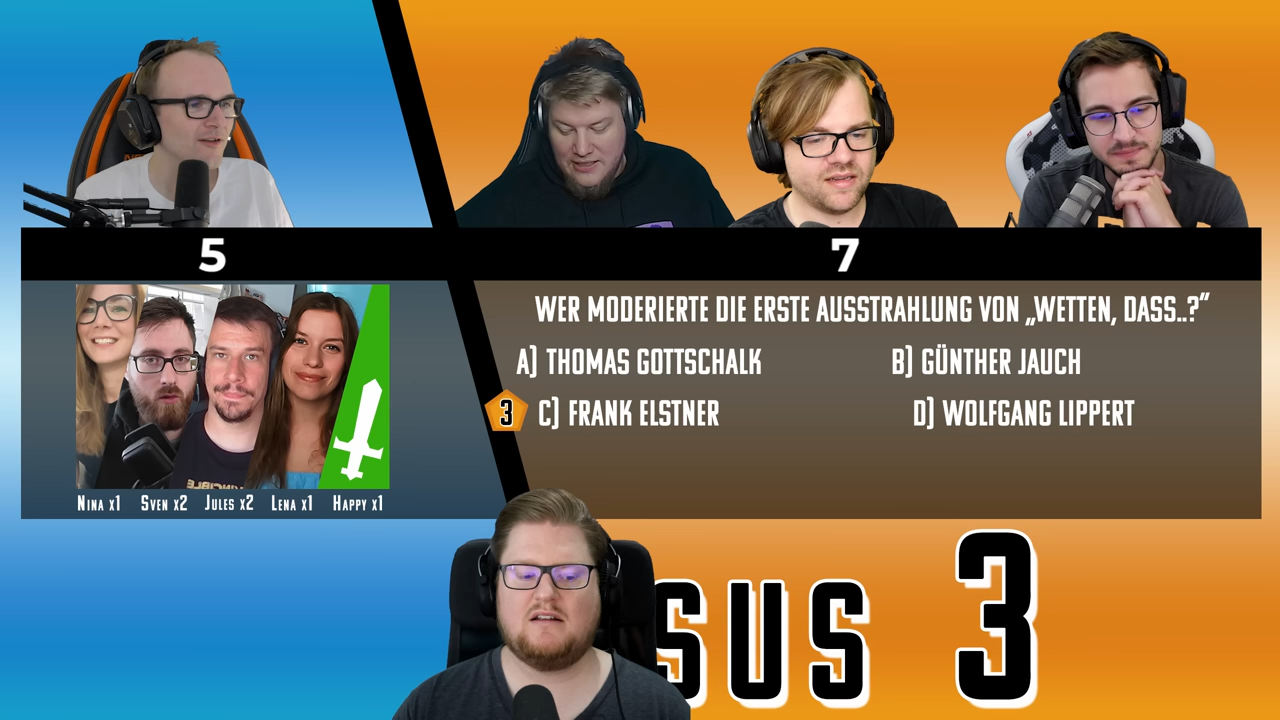 5
7
WER MODERIERTE DIE ERSTE AUSSTRAHLUNG VON „WETTEN, DASS..?”
A) THOMAS GOTTSCHALK
B) GÜNTHER JAUCH
3
C) FRANK ELSTNER
D) WOLFGANG LIPPERT
NINA X1 SVEN X2 JULES X2 LENA X1 HAPPY X1
SUS 3